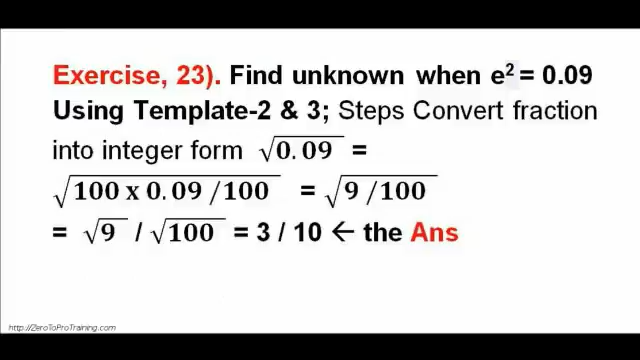 Exercise, 23). Find unknown when e² = 0.09
Using Template-2 & 3; Steps Convert fraction
into integer form √0.09 =
√100 x 0.09 /100 = √9 /100
= √9 / √100 = 3 / 10 ← the Ans
http://ZeroToProTraining.com